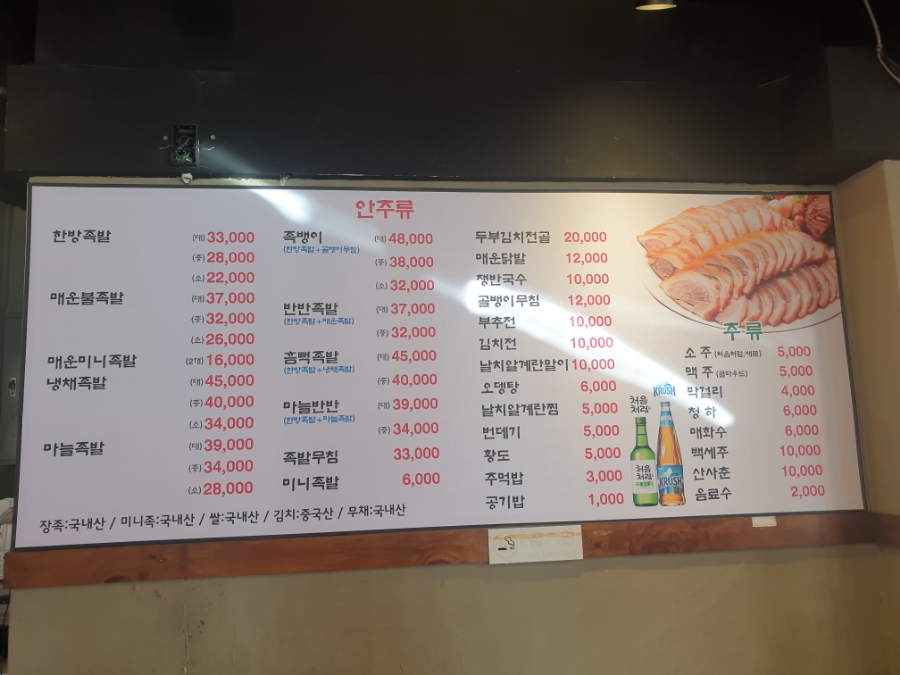 안주류
한방족발 (대) 33,000
(중) 28,000
(소) 22,000
매운불족발 (대) 37,000
(중) 32,000
(소) 26,000
매운미니족발 (2개) 16,000
냉채족발 (대) 45,000
(중) 40,000
(소) 34,000
마늘족발 (대) 39,000
(중) 34,000
(소) 28,000
족뱅이 (대) 48,000
(한방족발+골뱅이무침)
(중) 38,000
(소) 32,000
반반족발 (대) 37,000
(한방족발+매운족발)
(중) 32,000
흠뻑족발 (대) 45,000
(한방족발+냉채족발)
(중) 40,000
마늘반반 (대) 39,000
(한방족발+마늘족발)
(중) 34,000
족발무침 33,000
미니족발 6,000
두부김치전골 20,000
매운닭발 12,000
쟁반국수 10,000
골뱅이무침 12,000
부추전 10,000
김치전 10,000
날치알계란말이 10,000
오뎅탕 6,000
날치알계란찜 5,000
번데기 5,000
황도 5,000
주먹밥 3,000
공기밥 1,000
주류
소주 (처음처럼/새로) 5,000
맥주 (클라우드) 5,000
막걸리 4,000
청하 6,000
매화수 6,000
백세주 10,000
산사춘 10,000
음료수 2,000
처음
처럼
KRUSH
처음
처럼
KRUSH
장족:국내산 / 미니족:국내산 / 쌀:국내산 / 김치:중국산 / 무채:국내산